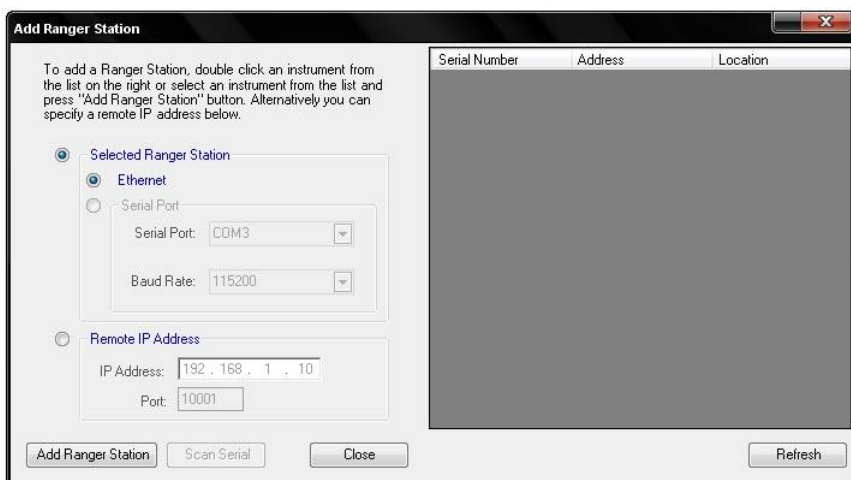 Add Ranger Station
To add a Ranger Station, double click an instrument from
the list on the right or select an instrument from the list and
press "Add Ranger Station" button. Alternatively you can
specify a remote IP address below.
Selected Ranger Station
Ethernet
Serial Port
Serial Port: COM3
Baud Rate: 115200
Remote IP Address
IP Address: 192 . 168 . 1 . 10
Port: 10001
Add Ranger Station Scan Serial Close
Serial Number Address Location
Refresh